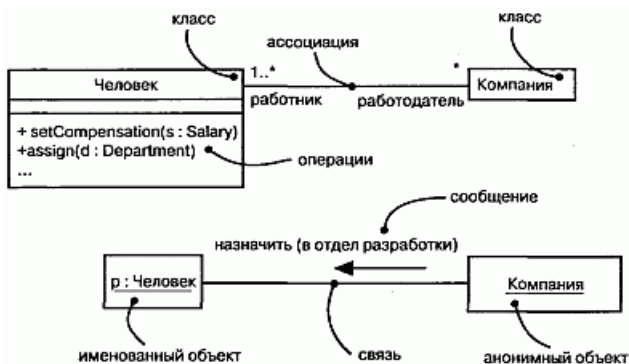 класс
ассоциация
класс
Человек
1..*
*
Компания
работник
работодатель
+ setCompensation(s : Salary)
+assign(d : Department)
...
операции
сообщение
назначить (в отдел разработки)
p : Человек
Компания
именованный объект
связь
анонимный объект